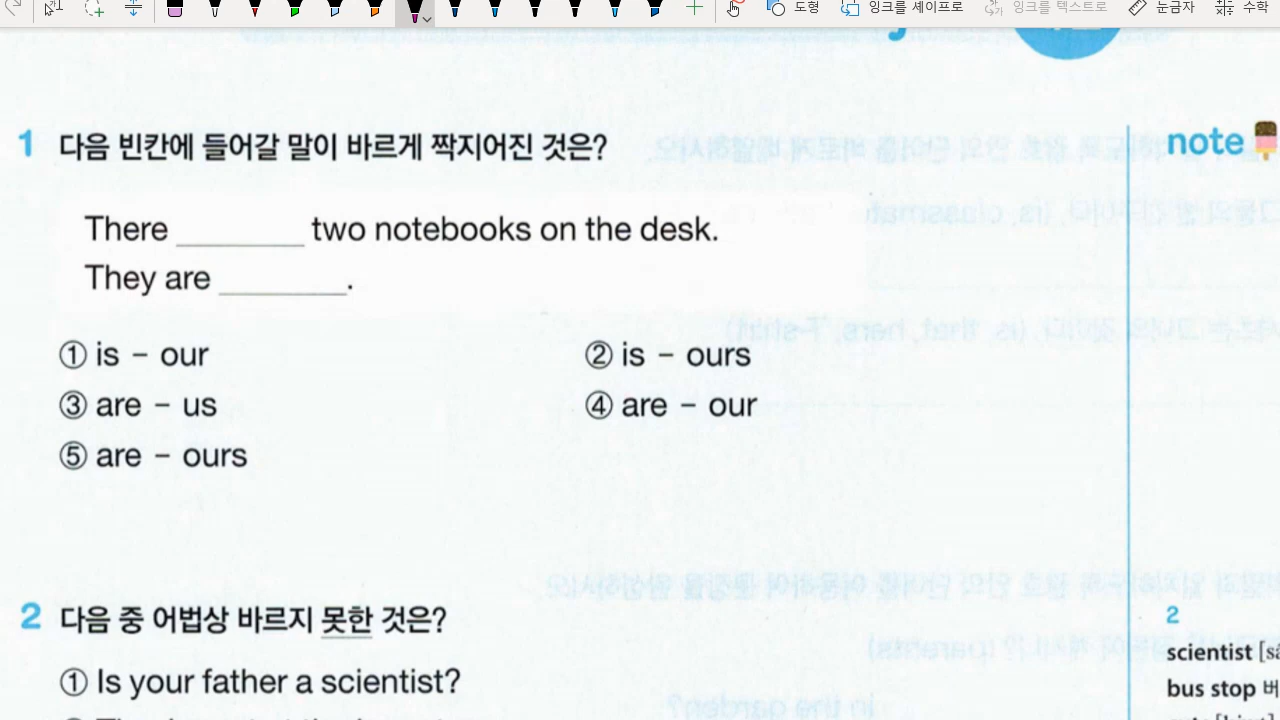 도형
잉크를 셰이프로
잉크를 텍스트로
눈금자
수학
note
1 다음 빈칸에 들어갈 말이 바르게 짝지어진 것은?
There ________ two notebooks on the desk.
They are ________.
① is – our
② is – ours
③ are – us
④ are – our
⑤ are – ours
2 다음 중 어법상 바르지 못한 것은?
① Is your father a scientist?
2
scientist
bus stop